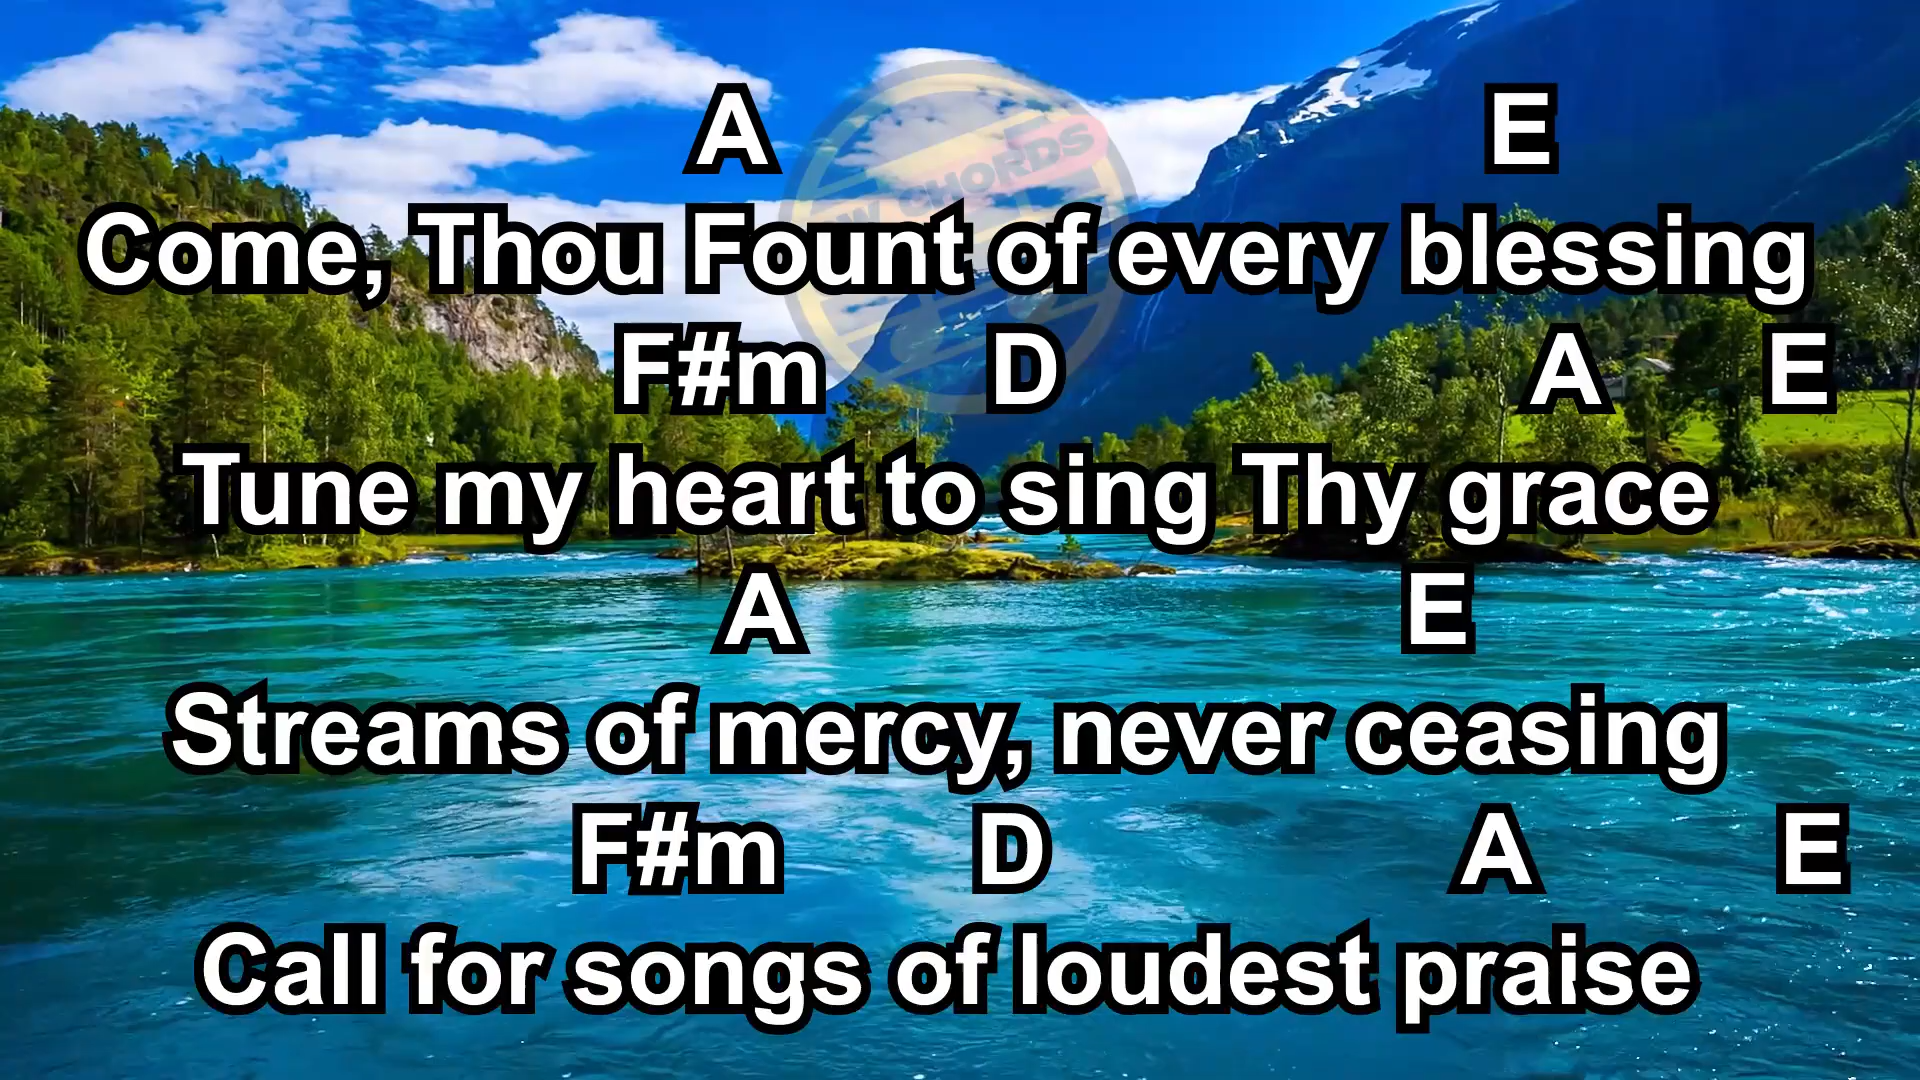 A E
Come, Thou Fount of every blessing
F#m D A E
Tune my heart to sing Thy grace
A E
Streams of mercy, never ceasing
F#m D A E
Call for songs of loudest praise
W CHORDS